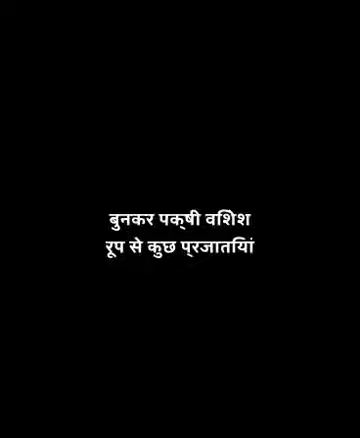 बुनकर पक्षी विशेश
रूप से कुछ प्रजातियां